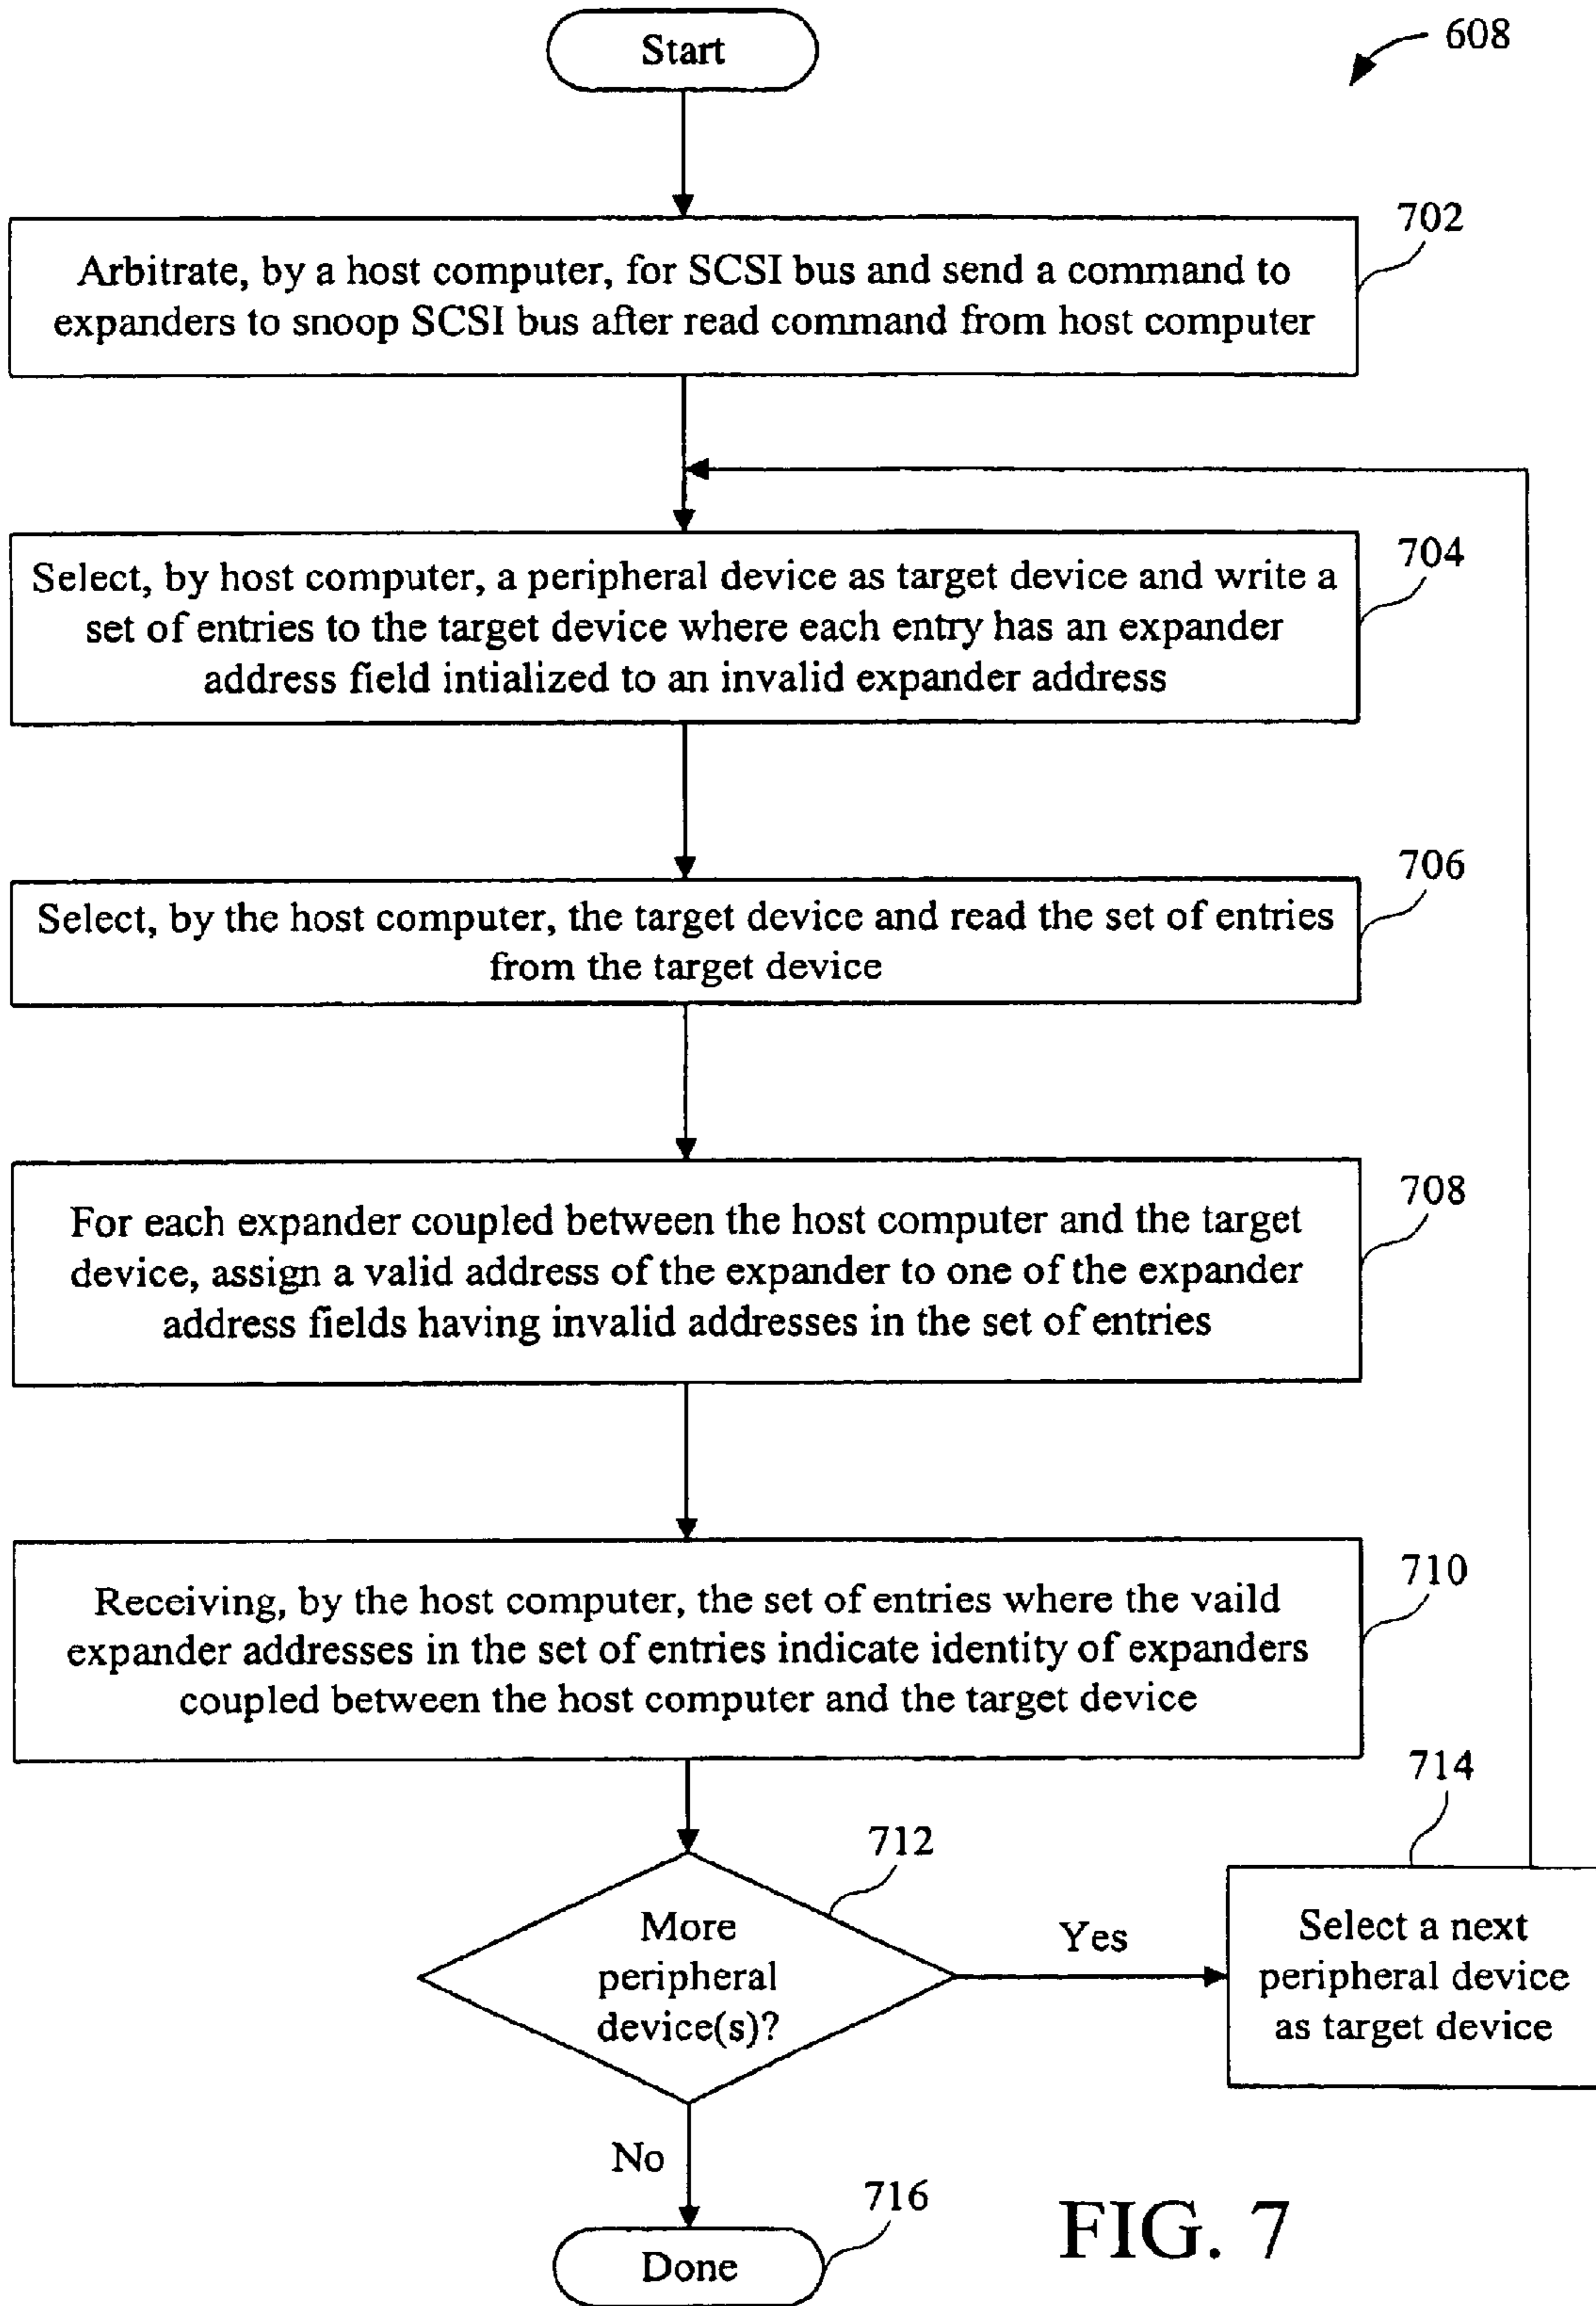 Start
608
702
Arbitrate, by a host computer, for SCSI bus and send a command to
expanders to snoop SCSI bus after read command from host computer
704
Select, by host computer, a peripheral device as target device and write a
set of entries to the target device where each entry has an expander
address field intialized to an invalid expander address
706
Select, by the host computer, the target device and read the set of entries
from the target device
708
For each expander coupled between the host computer and the target
device, assign a valid address of the expander to one of the expander
address fields having invalid addresses in the set of entries
710
Receiving, by the host computer, the set of entries where the vaild
expander addresses in the set of entries indicate identity of expanders
coupled between the host computer and the target device
712
More
peripheral
device(s)?
Yes
714
Select a next
peripheral device
as target device
No
716
Done
FIG. 7